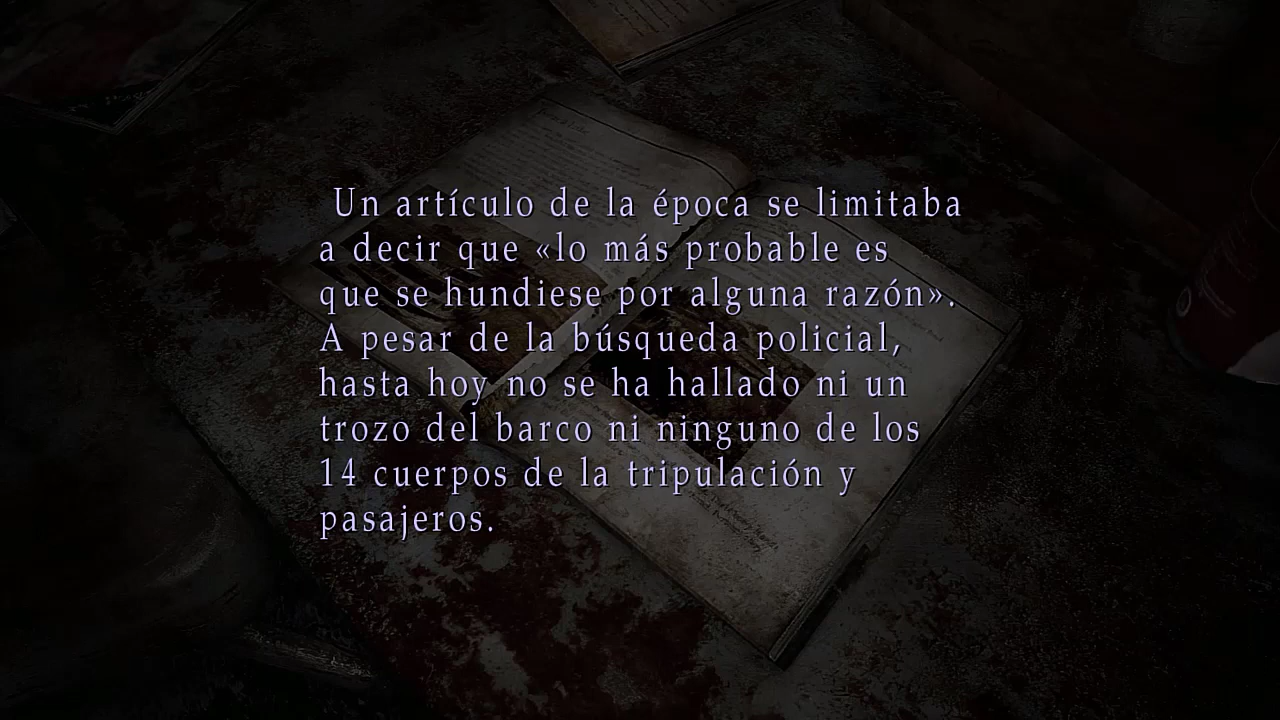 Un artículo de la época se limitaba
a decir que «lo más probable es
que se hundiese por alguna razón».
A pesar de la búsqueda policial,
hasta hoy no se ha hallado ni un
trozo del barco ni ninguno de los
14 cuerpos de la tripulación y
pasajeros.